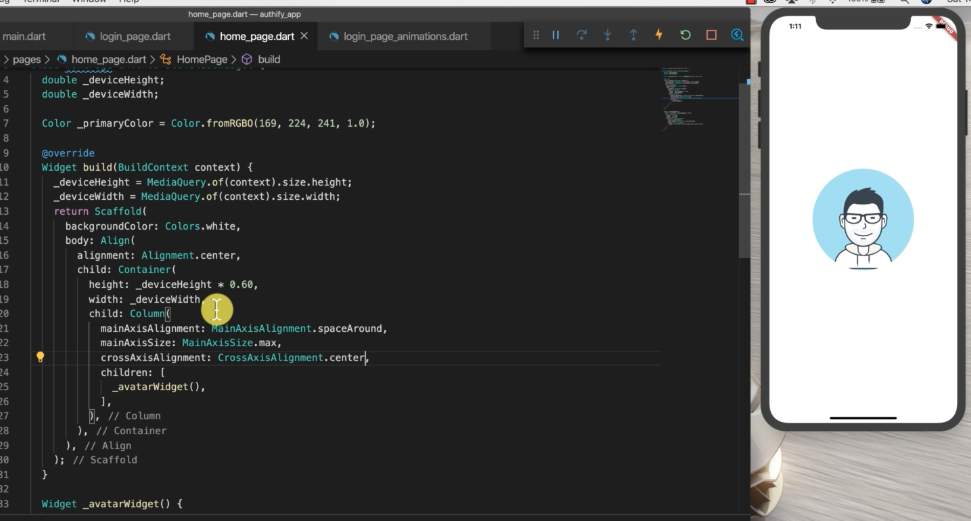 Terminal Window Help
home_page.dart — authify_app
main.dart
login_page.dart
home_page.dart ×
login_page_animations.dart
> pages > home_page.dart > HomePage > build
4 double _deviceHeight;
5 double _deviceWidth;
6
7 Color _primaryColor = Color.fromRGBO(169, 224, 241, 1.0);
8
9 @override
10 Widget build(BuildContext context) {
11 _deviceHeight = MediaQuery.of(context).size.height;
12 _deviceWidth = MediaQuery.of(context).size.width;
13 return Scaffold(
14 backgroundColor: Colors.white,
15 body: Align(
16 alignment: Alignment.center,
17 child: Container(
18 height: _deviceHeight * 0.60,
19 width: _deviceWidth,
20 child: Column(
21 mainAxisAlignment: MainAxisAlignment.spaceAround,
22 mainAxisSize: MainAxisSize.max,
23 crossAxisAlignment: CrossAxisAlignment.center,
24 children: [
25 _avatarWidget(),
26 ],
27 ), // Column
28 ), // Container
29 ), // Align
30 ); // Scaffold
31 }
32
33 Widget _avatarWidget() {
1:11